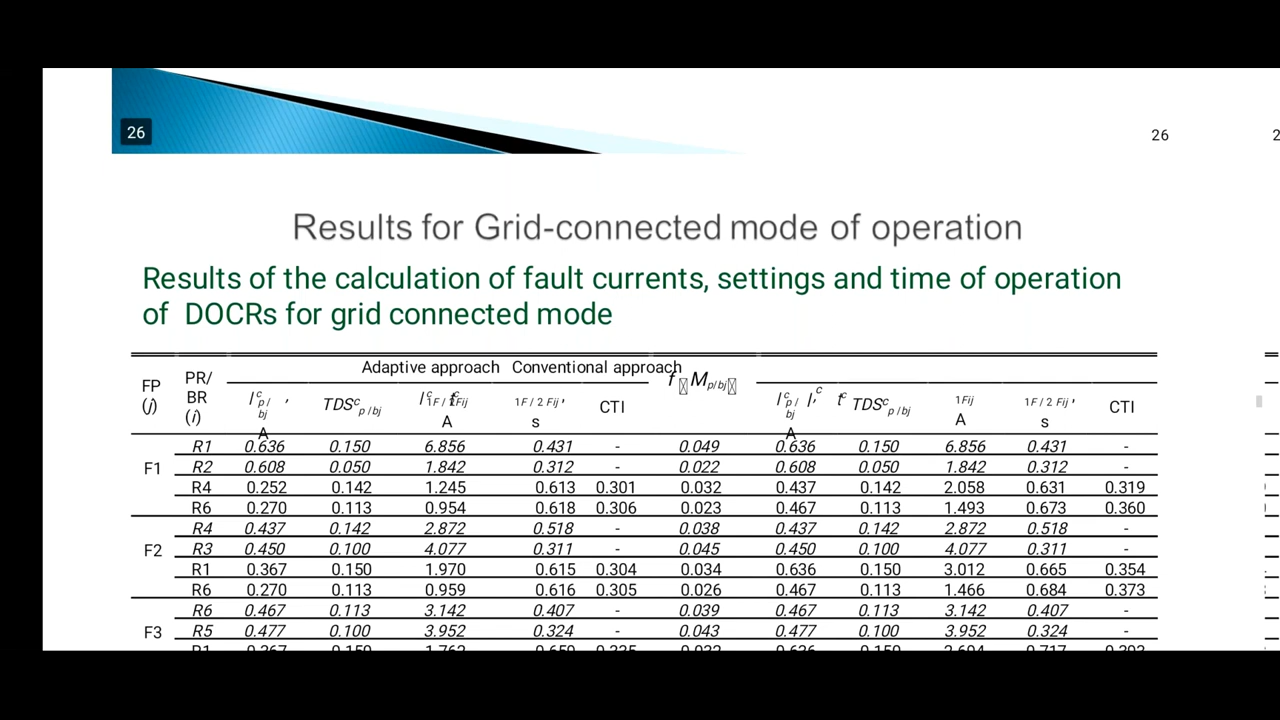 26
26
2
Results for Grid-connected mode of operation
Results of the calculation of fault currents, settings and time of operation
of DOCRs for grid connected mode
Adaptive approach Conventional approach
FP (j) PR/ BR (i) TDSᶜp/bj A s CTI f Mp/bj TDSᶜp/bj A s CTI
R1 0.636 0.150 6.856 0.431 - 0.049 0.636 0.150 6.856 0.431 -
F1 R2 0.608 0.050 1.842 0.312 - 0.022 0.608 0.050 1.842 0.312 -
R4 0.252 0.142 1.245 0.613 0.301 0.032 0.437 0.142 2.058 0.631 0.319
R6 0.270 0.113 0.954 0.618 0.306 0.023 0.467 0.113 1.493 0.673 0.360
R4 0.437 0.142 2.872 0.518 - 0.038 0.437 0.142 2.872 0.518 -
F2 R3 0.450 0.100 4.077 0.311 - 0.045 0.450 0.100 4.077 0.311 -
R1 0.367 0.150 1.970 0.615 0.304 0.034 0.636 0.150 3.012 0.665 0.354
R6 0.270 0.113 0.959 0.616 0.305 0.026 0.467 0.113 1.466 0.684 0.373
R6 0.467 0.113 3.142 0.407 - 0.039 0.467 0.113 3.142 0.407 -
F3 R5 0.477 0.100 3.952 0.324 - 0.043 0.477 0.100 3.952 0.324 -